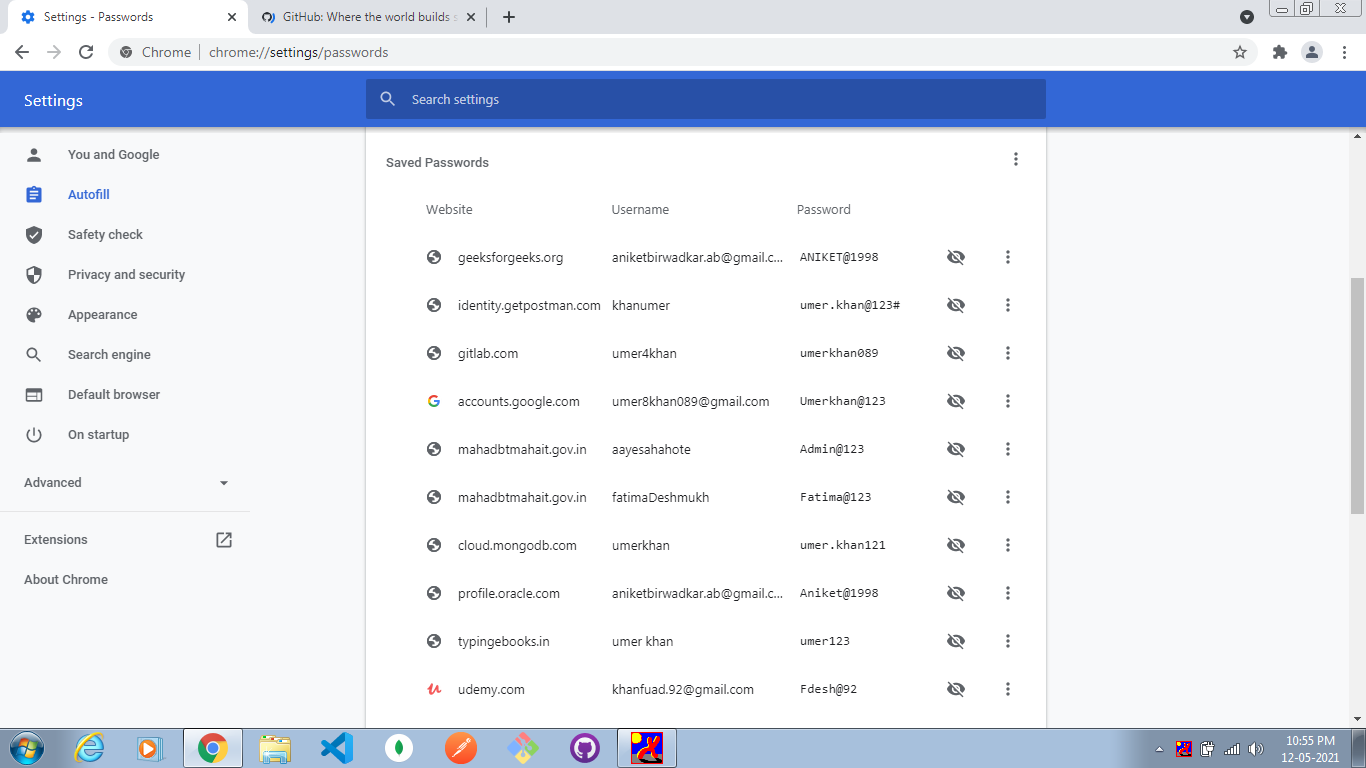 Settings - Passwords
GitHub: Where the world builds s
Chrome | chrome://settings/passwords
Settings
Search settings
You and Google
Autofill
Safety check
Privacy and security
Appearance
Search engine
Default browser
On startup
Advanced
Extensions
About Chrome
Saved Passwords
Website Username Password
geeksforgeeks.org aniketbirwadkar.ab@gmail.c... ANIKET@1998
identity.getpostman.com khanumer umer.khan@123#
gitlab.com umer4khan umerkhan089
accounts.google.com umer8khan089@gmail.com Umerkhan@123
mahadbtmahait.gov.in aayesahahote Admin@123
mahadbtmahait.gov.in fatimaDeshmukh Fatima@123
cloud.mongodb.com umerkhan umer.khan121
profile.oracle.com aniketbirwadkar.ab@gmail.c... Aniket@1998
typingebooks.in umer khan umer123
udemy.com khanfuad.92@gmail.com Fdesh@92
10:55 PM
12-05-2021